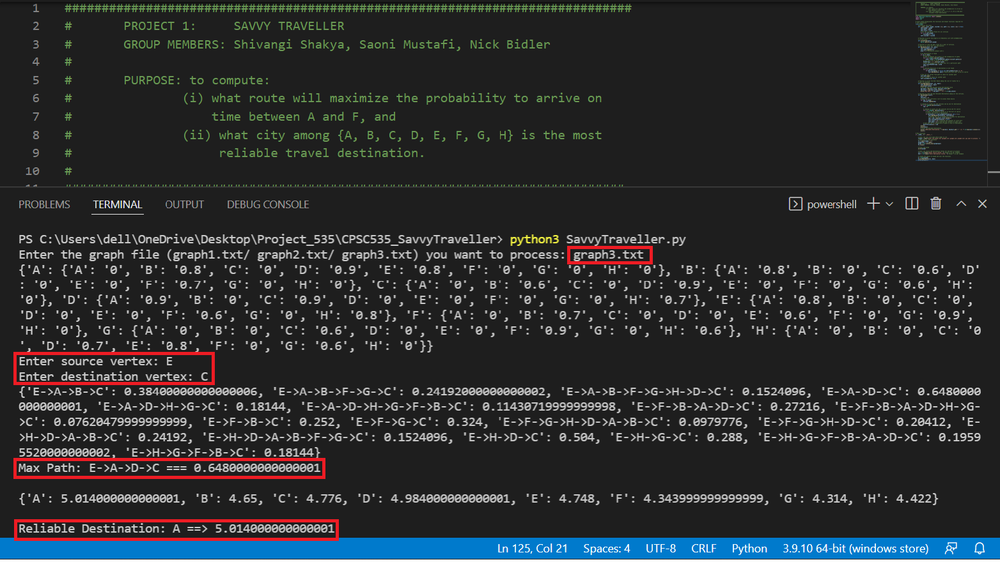 1 ##############################################################################
2 # PROJECT 1: SAVVY TRAVELLER
3 # GROUP MEMBERS: Shivangi Shakya, Saoni Mustafi, Nick Bidler
4 #
5 # PURPOSE: to compute:
6 # (i) what route will maximize the probability to arrive on
7 # time between A and F, and
8 # (ii) what city among {A, B, C, D, E, F, G, H} is the most
9 # reliable travel destination.
10 #
PROBLEMS TERMINAL OUTPUT DEBUG CONSOLE powershell
PS C:\Users\dell\OneDrive\Desktop\Project_535\CPSC535_SavvyTraveller> python3 SavvyTraveller.py
Enter the graph file (graph1.txt/ graph2.txt/ graph3.txt) you want to process: graph3.txt
{'A': {'A': '0', 'B': '0.8', 'C': '0', 'D': '0.9', 'E': '0.8', 'F': '0', 'G': '0', 'H': '0'}, 'B': {'A': '0.8', 'B': '0', 'C': '0.6', 'D'
: '0', 'E': '0', 'F': '0.7', 'G': '0', 'H': '0'}, 'C': {'A': '0', 'B': '0.6', 'C': '0', 'D': '0.9', 'E': '0', 'F': '0', 'G': '0.6', 'H':
'0'}, 'D': {'A': '0.9', 'B': '0', 'C': '0.9', 'D': '0', 'E': '0', 'F': '0', 'G': '0', 'H': '0.7'}, 'E': {'A': '0.8', 'B': '0', 'C': '0',
'D': '0', 'E': '0', 'F': '0.6', 'G': '0', 'H': '0.8'}, 'F': {'A': '0', 'B': '0.7', 'C': '0', 'D': '0', 'E': '0.6', 'F': '0', 'G': '0.9',
'H': '0'}, 'G': {'A': '0', 'B': '0', 'C': '0.6', 'D': '0', 'E': '0', 'F': '0.9', 'G': '0', 'H': '0.6'}, 'H': {'A': '0', 'B': '0', 'C': '0
', 'D': '0.7', 'E': '0.8', 'F': '0', 'G': '0.6', 'H': '0'}}
Enter source vertex: E
Enter destination vertex: C
{'E->A->B->C': 0.38400000000000006, 'E->A->B->F->G->C': 0.24192000000000002, 'E->A->B->F->G->H->D->C': 0.1524096, 'E->A->D->C': 0.6480000
000000001, 'E->A->D->H->G->C': 0.18144, 'E->A->D->H->G->F->B->C': 0.11430719999999998, 'E->F->B->A->D->C': 0.27216, 'E->F->B->A->D->H->G-
>C': 0.07620479999999999, 'E->F->B->C': 0.252, 'E->F->G->C': 0.324, 'E->F->G->H->D->A->B->C': 0.0979776, 'E->F->G->H->D->C': 0.20412, 'E-
>H->D->A->B->C': 0.24192, 'E->H->D->A->B->F->G->C': 0.1524096, 'E->H->D->C': 0.504, 'E->H->G->C': 0.288, 'E->H->G->F->B->A->D->C': 0.1959
5520000000002, 'E->H->G->F->B->C': 0.18144}
Max Path: E->A->D->C === 0.6480000000000001
{'A': 5.014000000000001, 'B': 4.65, 'C': 4.776, 'D': 4.984000000000001, 'E': 4.748, 'F': 4.343999999999999, 'G': 4.314, 'H': 4.422}
Reliable Destination: A ==> 5.014000000000001
Ln 125, Col 21 Spaces: 4 UTF-8 CRLF Python 3.9.10 64-bit (windows store)